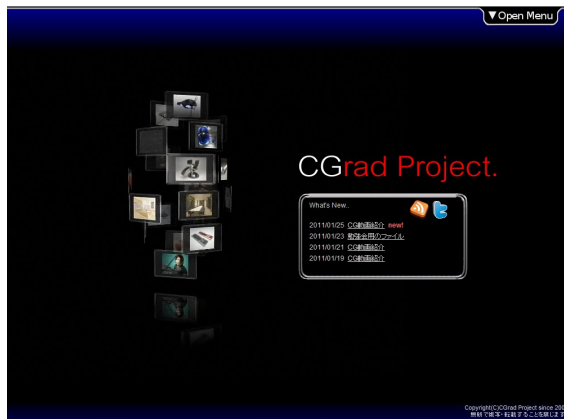 ▼Open Menu
CGrad Project.
What's New..
2011/01/25 CG動画紹介 new!
2011/01/23 勉強会用のファイル
2011/01/21 CG動画紹介
2011/01/19 CG動画紹介
Copyright(C)CGrad Project since 200
無断で複写・転載することを禁じます